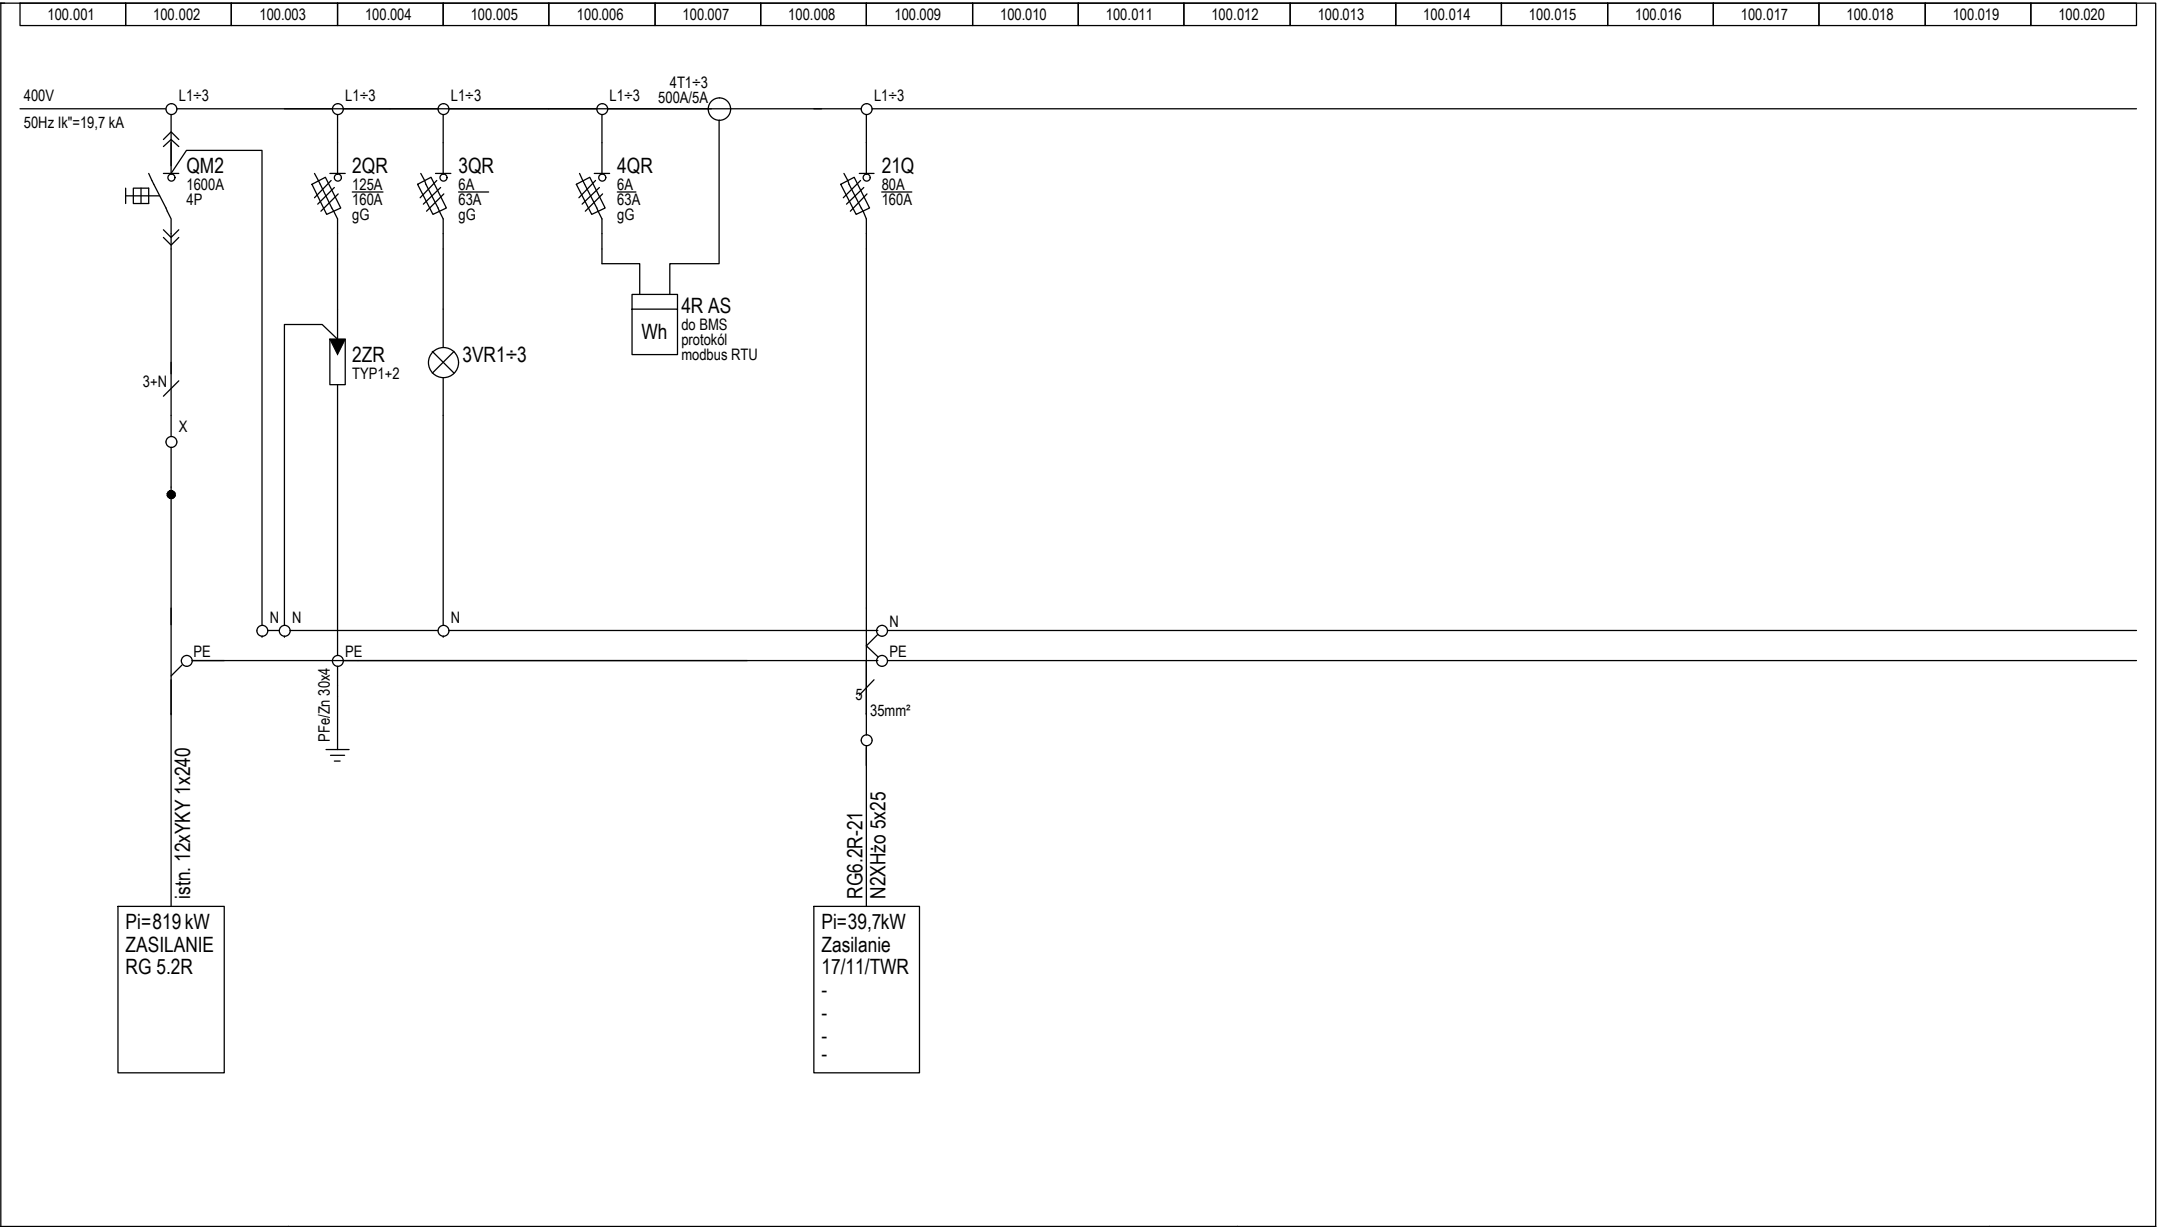 100.001 100.002 100.003 100.004 100.005 100.006 100.007 100.008 100.009 100.010 100.011 100.012 100.013 100.014 100.015 100.016 100.017 100.018 100.019 100.020
400V
50Hz Ik"=19,7 kA
L1÷3
L1÷3
L1÷3
L1÷3
4T1÷3
500A/5A
L1÷3
QM2
1600A
4P
2QR
125A
160A
gG
3QR
6A
63A
gG
4QR
6A
63A
gG
21Q
80A
160A
4R AS
do BMS
protokól
modbus RTU
Wh
2ZR
TYP1+2
3VR1÷3
3+N
X
N
N
N
N
PE
PE
PE
PFe/Zn 30x4
5
35mm²
istn. 12xYKY 1x240
RG6.2R-21
N2XHżo 5x25
Pi=819 kW
ZASILANIE
RG 5.2R
Pi=39,7kW
Zasilanie
17/11/TWR
-
-
-
-